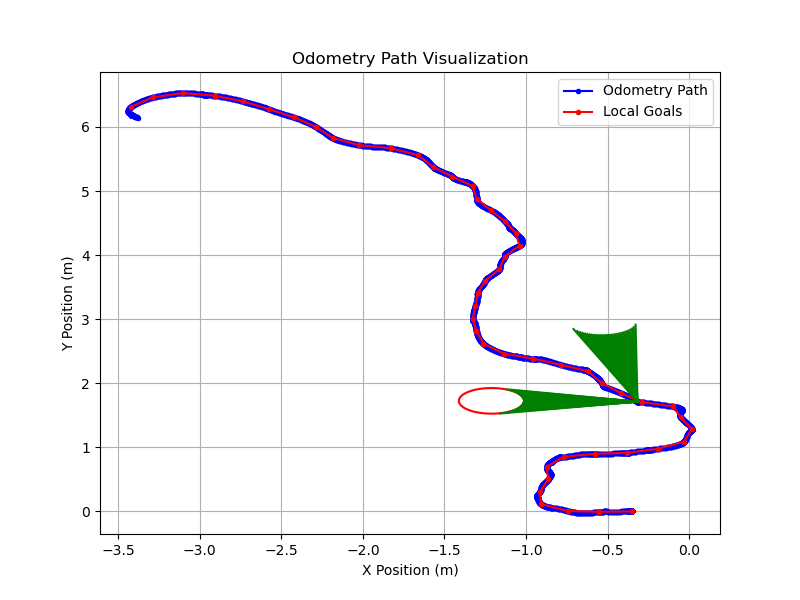 Odometry Path Visualization
Odometry Path
Local Goals
Y Position (m)
6
5
4
3
2
1
0
−3.5 −3.0 −2.5 −2.0 −1.5 −1.0 −0.5 0.0
X Position (m)